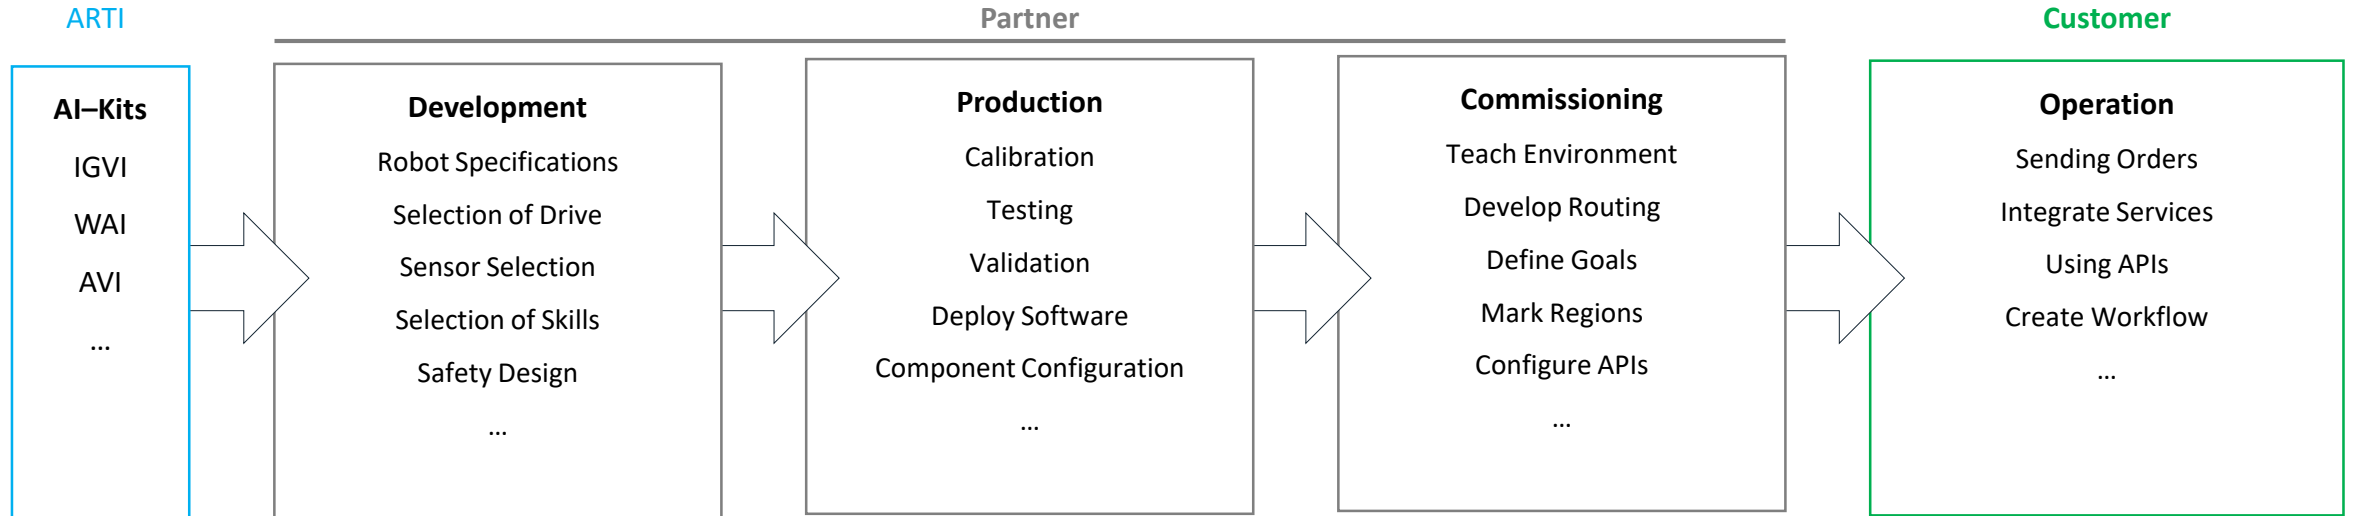 ARTI
Partner
Customer
AI–Kits
IGVI
WAI
AVI
...
Development
Robot Specifications
Selection of Drive
Sensor Selection
Selection of Skills
Safety Design
...
Production
Calibration
Testing
Validation
Deploy Software
Component Configuration
...
Commissioning
Teach Environment
Develop Routing
Define Goals
Mark Regions
Configure APIs
...
Operation
Sending Orders
Integrate Services
Using APIs
Create Workflow
...